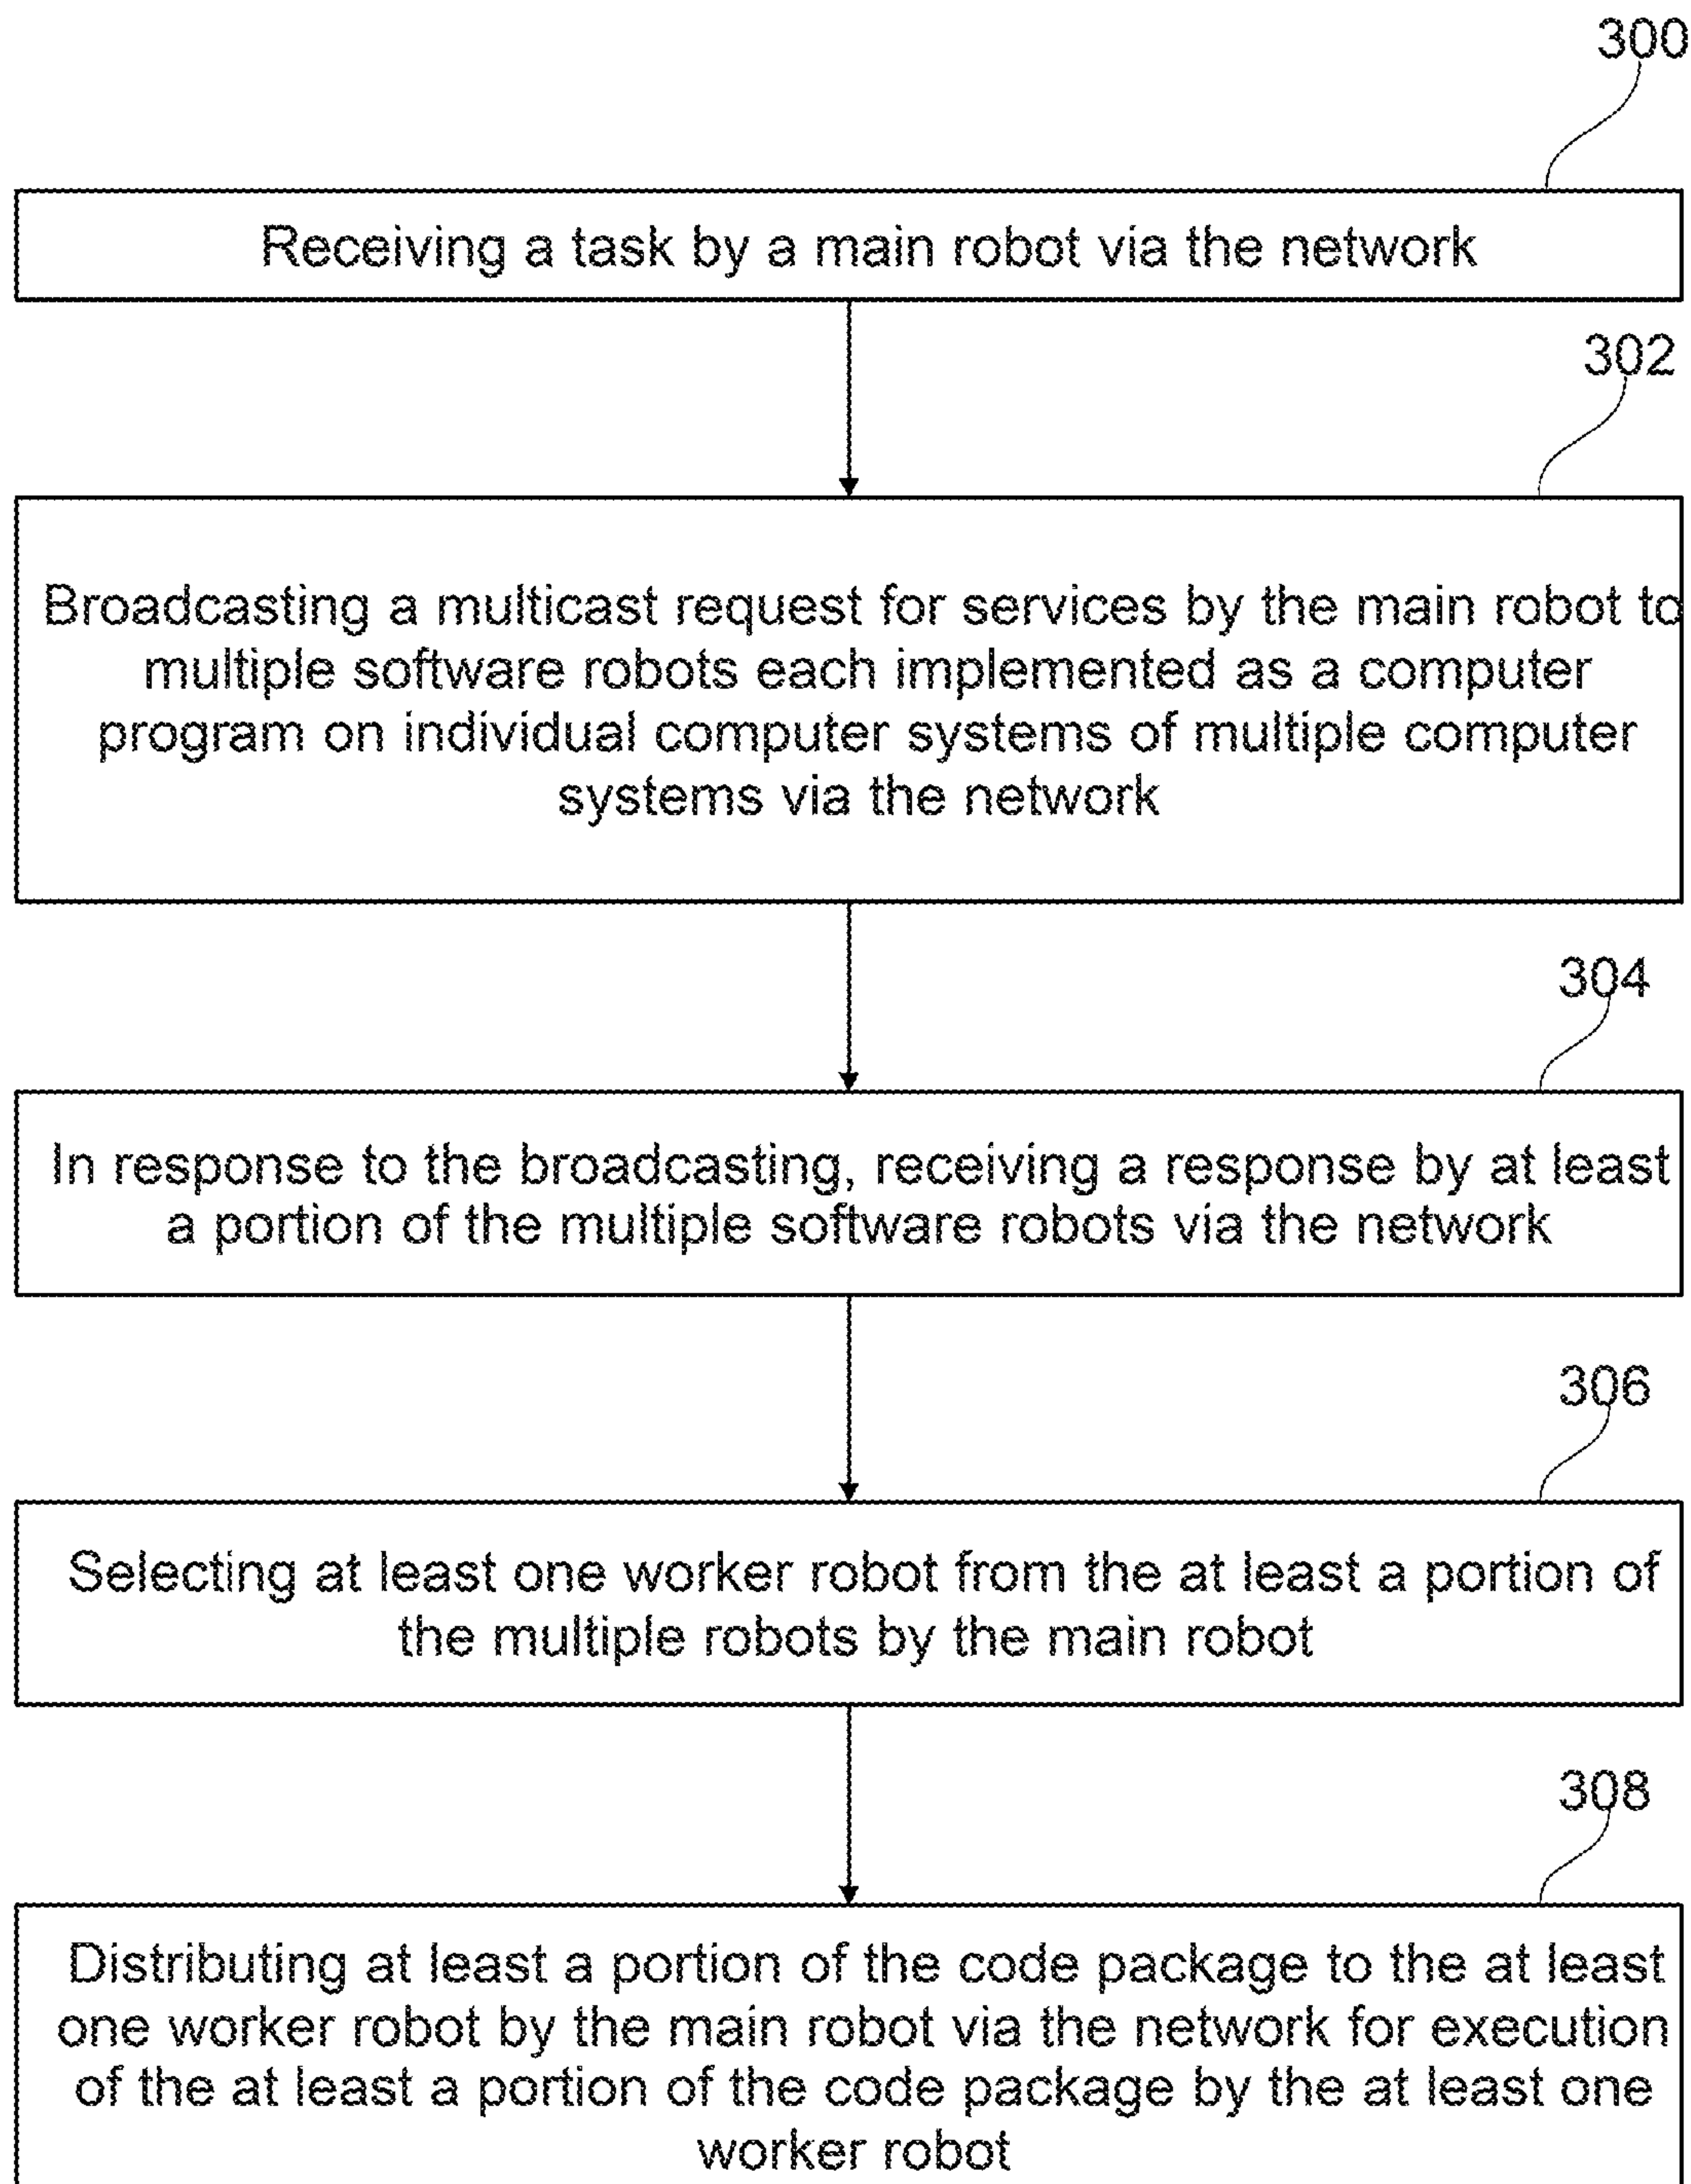 300
Receiving a task by a main robot via the network
302
Broadcasting a multicast request for services by the main robot to
multiple software robots each implemented as a computer
program on individual computer systems of multiple computer
systems via the network
304
In response to the broadcasting, receiving a response by at least
a portion of the multiple software robots via the network
306
Selecting at least one worker robot from the at least a portion of
the multiple robots by the main robot
308
Distributing at least a portion of the code package to the at least
one worker robot by the main robot via the network for execution
of the at least a portion of the code package by the at least one
worker robot